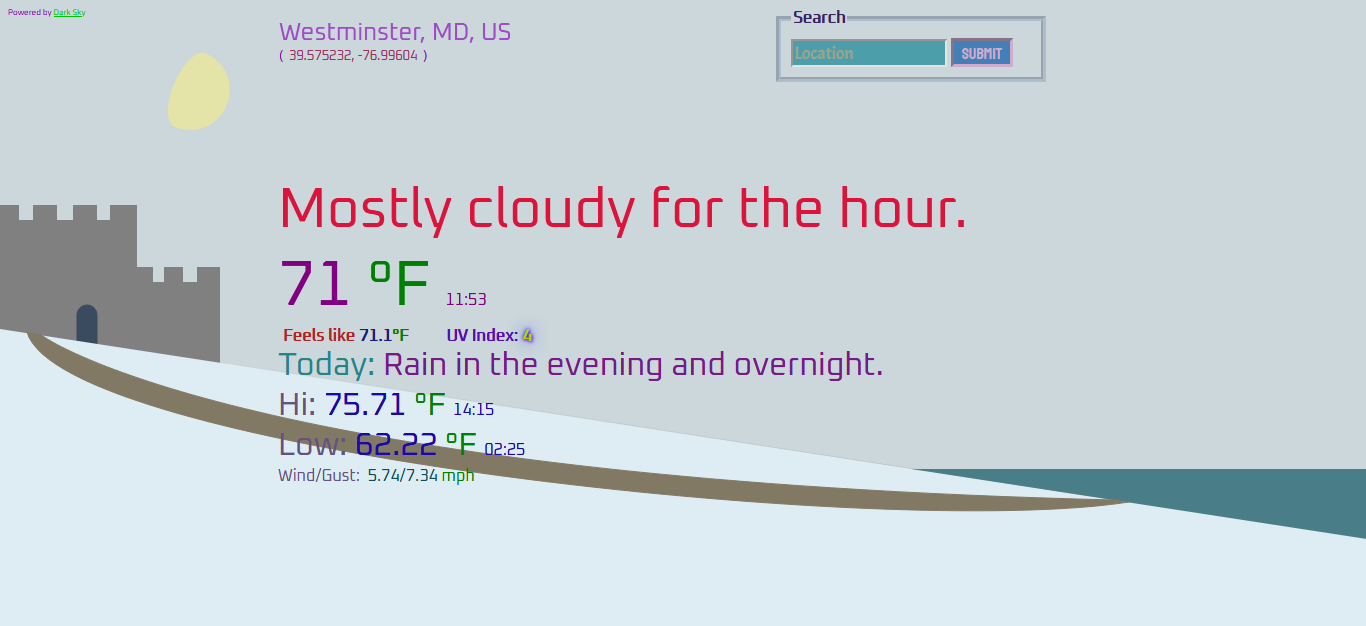 Powered by Dark Sky
Westminster, MD, US
( 39.575232, -76.99604 )
Search
Location
SUBMIT
Mostly cloudy for the hour.
71 °F 11:53
Feels like 71.1°F UV Index: 4
Today: Rain in the evening and overnight.
Hi: 75.71 °F 14:15
Low: 62.22 °F 02:25
Wind/Gust: 5.74/7.34 mph